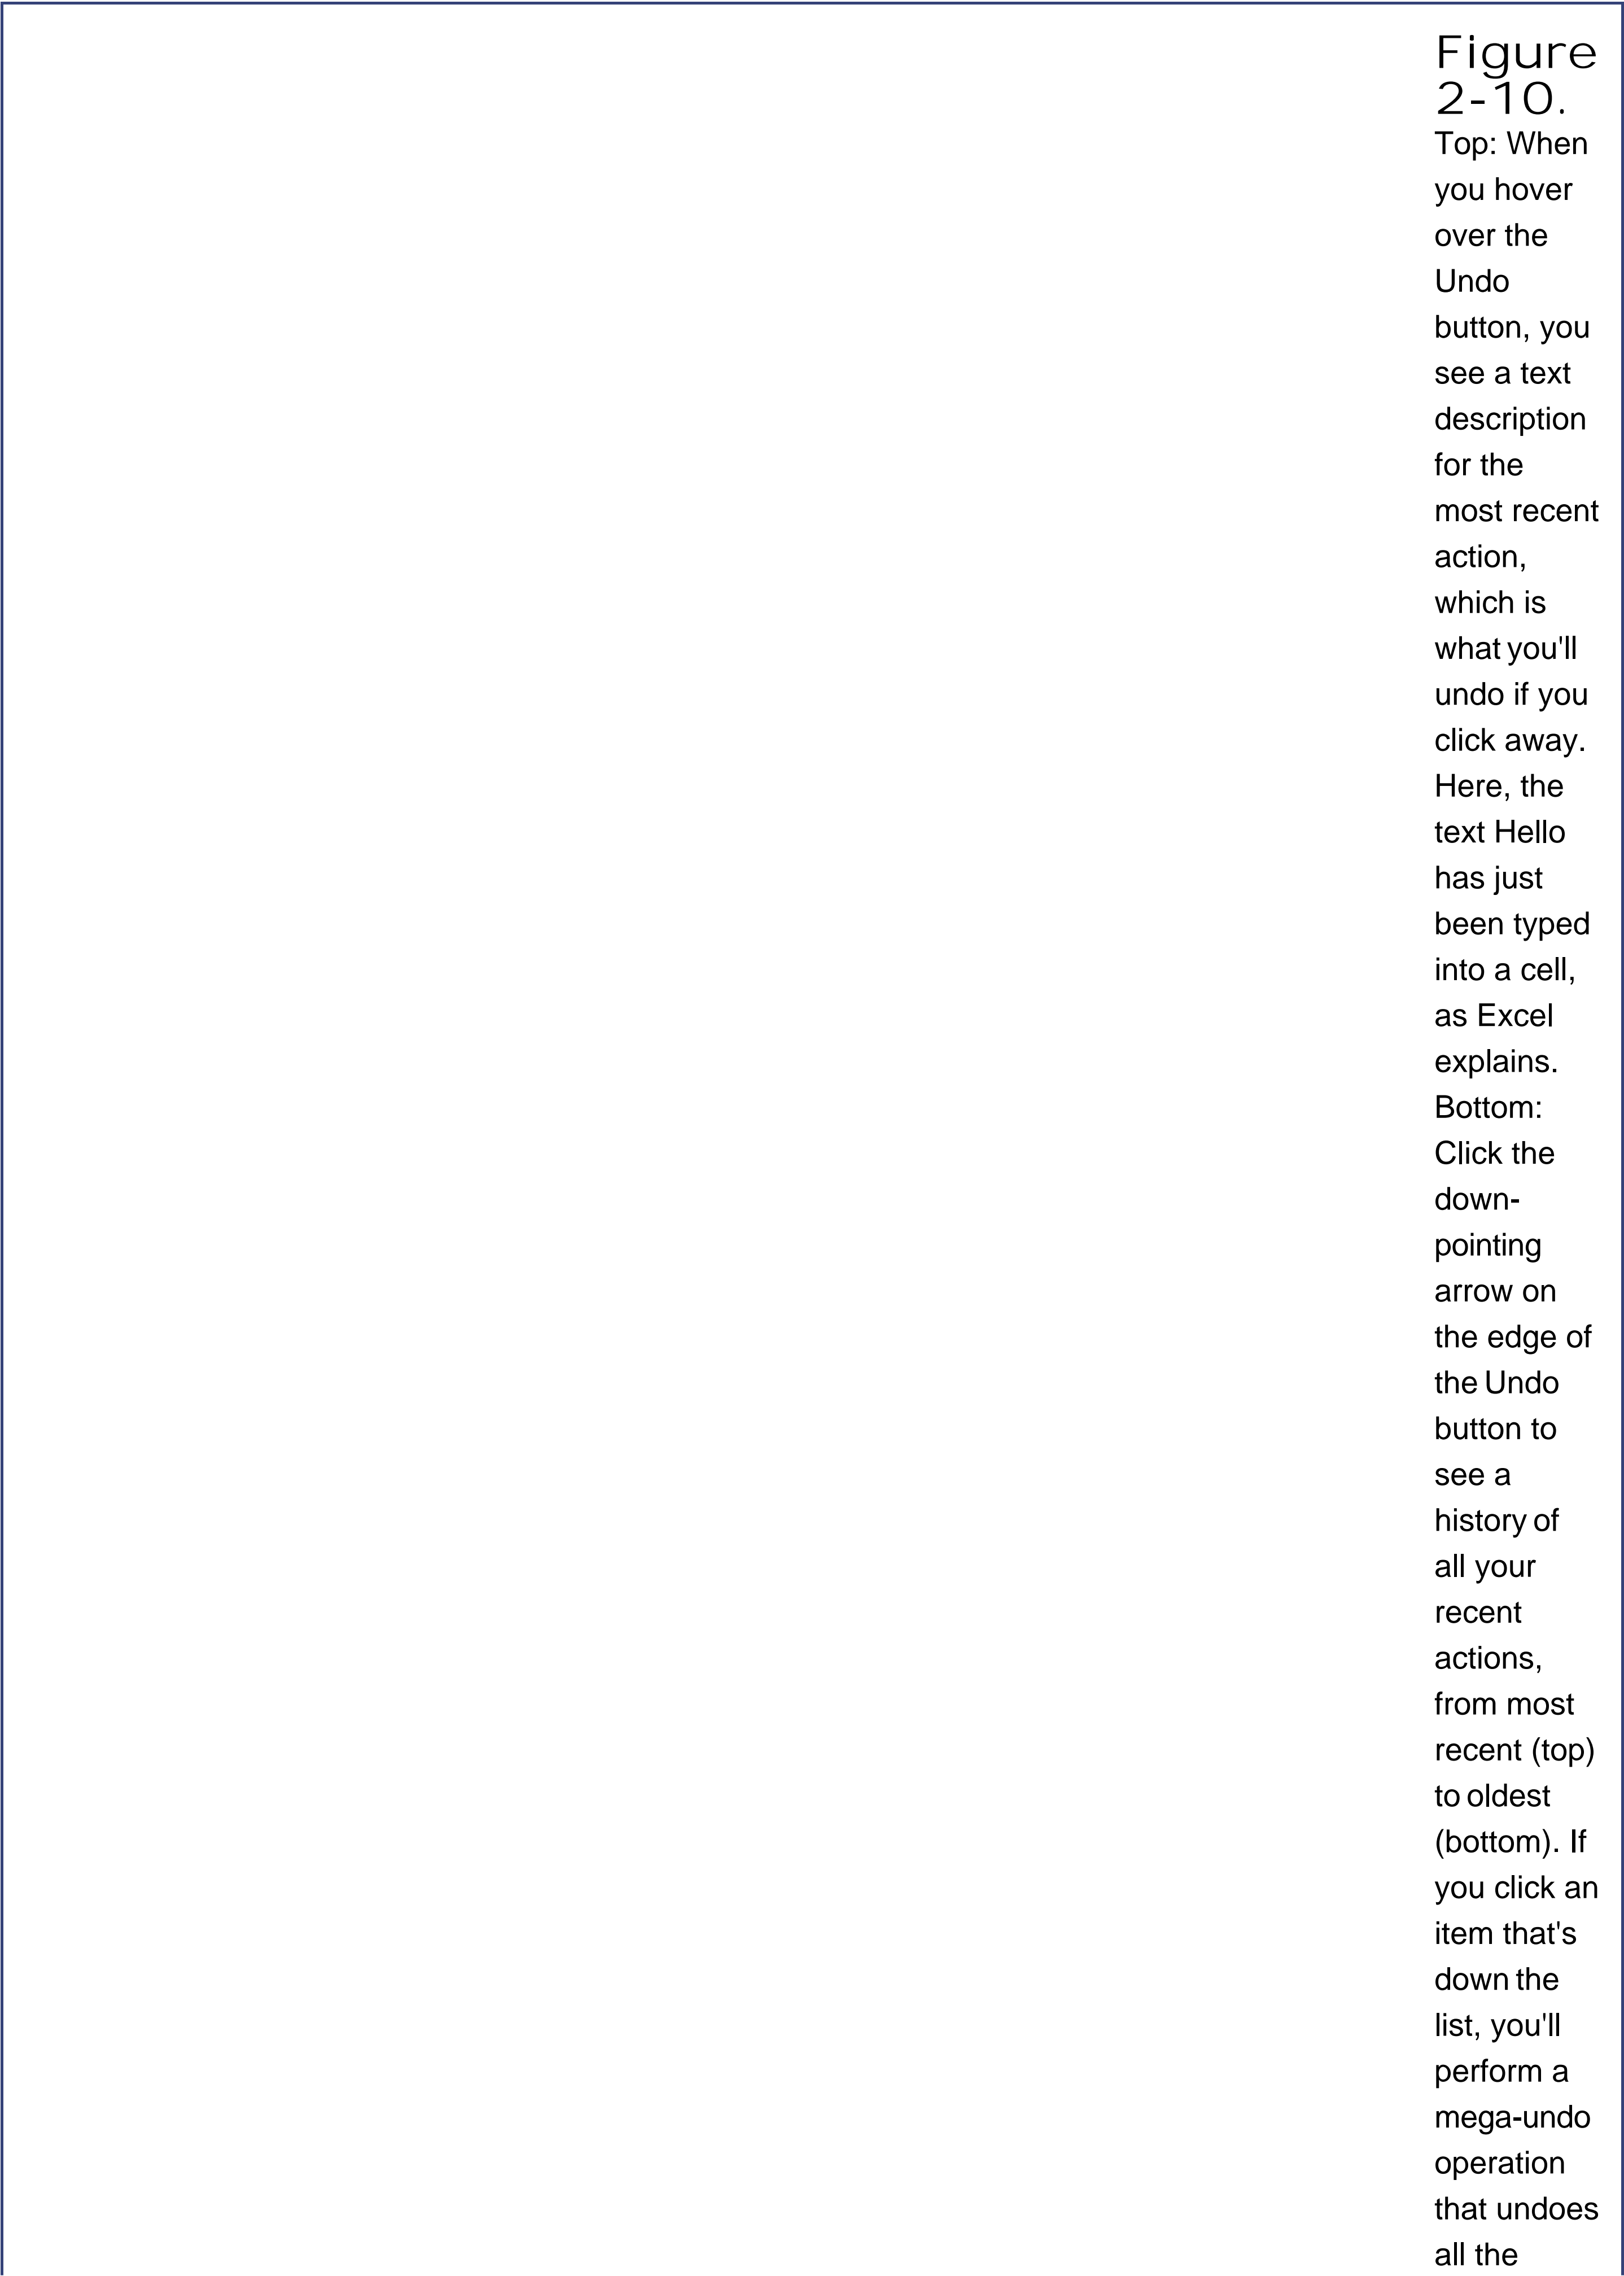 Figure
2-10.
Top: When
you hover
over the
Undo
button, you
see a text
description
for the
most recent
action,
which is
what you'll
undo if you
click away.
Here, the
text Hello
has just
been typed
into a cell,
as Excel
explains.
Bottom:
Click the
down-
pointing
arrow on
the edge of
the Undo
button to
see a
history of
all your
recent
actions,
from most
recent (top)
to oldest
(bottom). If
you click an
item that's
down the
list, you'll
perform a
mega-undo
operation
that undoes
all the